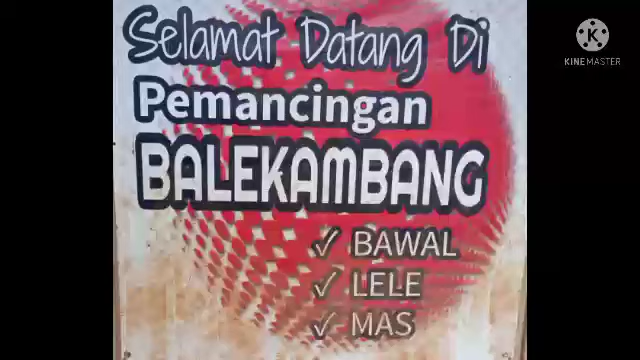 Selamat Datang Di
Pemancingan
BALEKAMBANG
✓ BAWAL
✓ LELE
✓ MAS
KINEMASTER